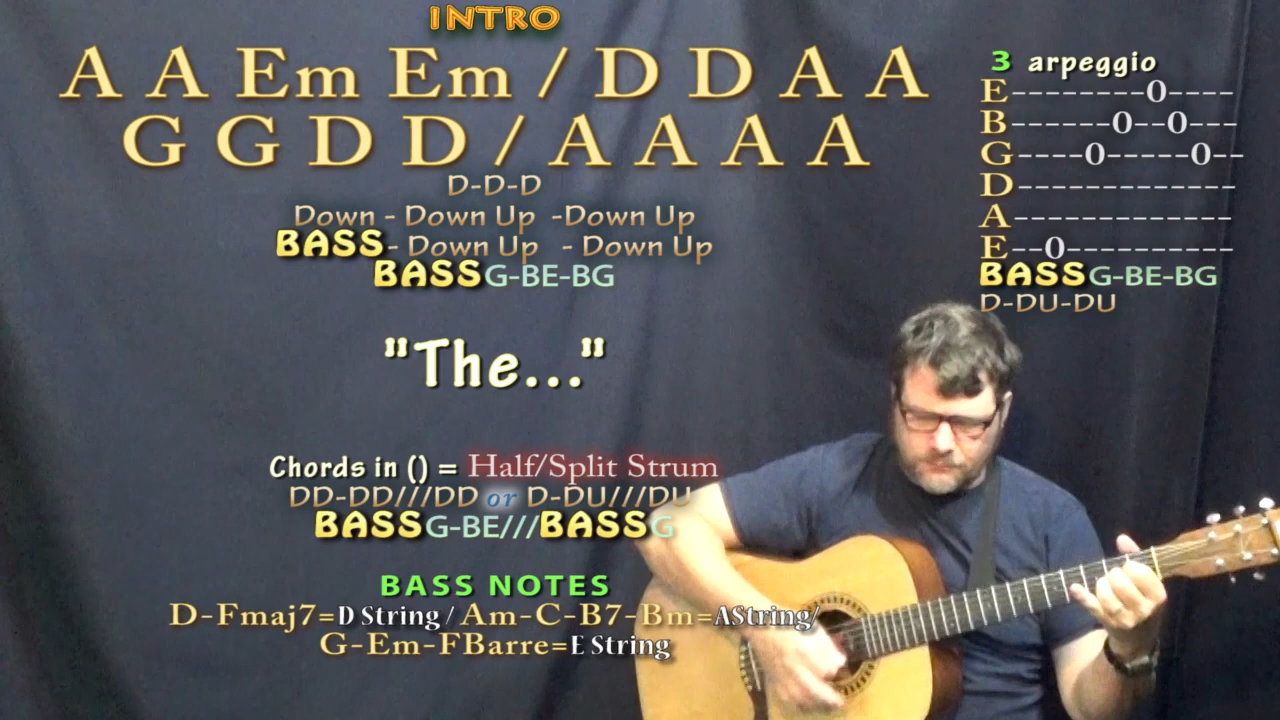 INTRO
A A Em Em / D D A A
G G D D / A A A A
D-D-D
Down - Down Up -Down Up
BASS- Down Up - Down Up
BASSG-BE-BG
"The..."
Chords in () = Half/Split Strum
DD-DD///DD or D-DU///DU
BASSG-BE///BASSG
BASS NOTES
D-Fmaj7=D String / Am-C-B7-Bm=AString/
G-Em-FBarre=E String
3 arpeggio
E---------0----
B-------0--0---
G----0------0--
D--------------
A--------------
E--0-----------
BASSG-BE-BG
D-DU-DU